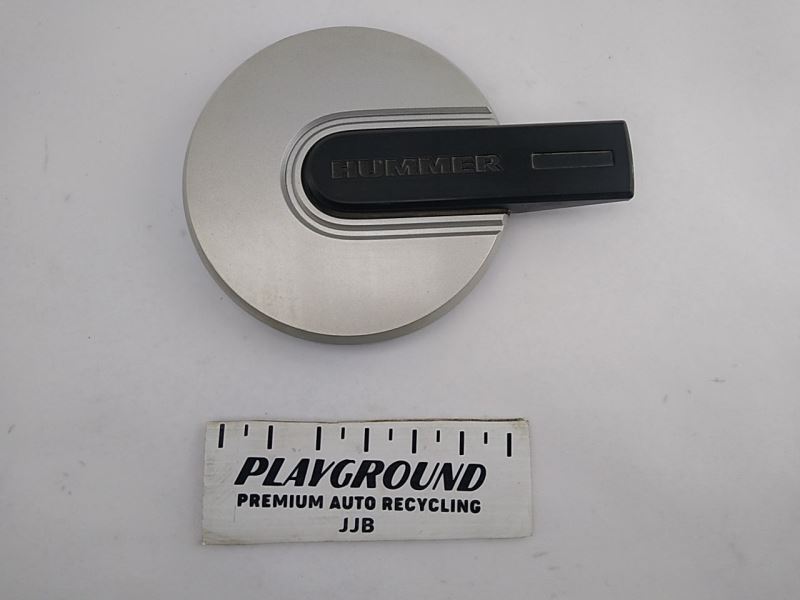 HUMMER
PLAYGROUND
PREMIUM AUTO RECYCLING
JJB